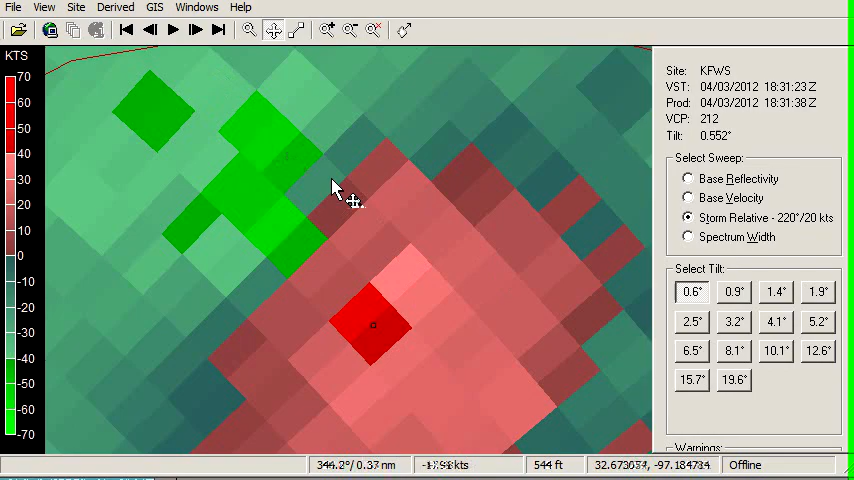 File View Site Derived GIS Windows Help
KTS
70
60
50
40
30
20
10
0
-10
-20
-30
-40
-50
-60
-70
Site: KFWS
VST: 04/03/2012 18:31:23Z
Prod: 04/03/2012 18:31:38Z
VCP: 212
Tilt: 0.552°
Select Sweep:
Base Reflectivity
Base Velocity
Storm Relative - 220°/20 kts
Spectrum Width
Select Tilt:
0.6° 0.9° 1.4° 1.9°
2.5° 3.2° 4.1° 5.2°
6.5° 8.1° 10.1° 12.6°
15.7° 19.6°
Warnings:
0.37 nm kts 544 ft Offline